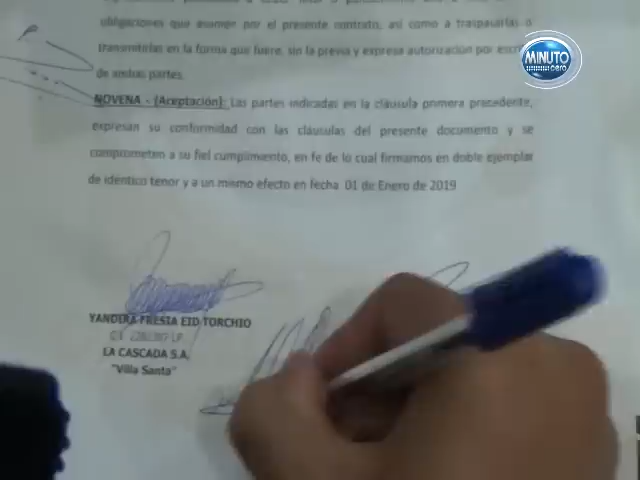 obligaciones que asumen por el presente contrato, así como a traspasarlas o
transmitirlas en la forma que fuere, sin la previa y expresa autorización por
de ambas partes.
NOVENA - (Aceptación): Las partes indicadas en la cláusula primera precedente,
expresan su conformidad con las cláusulas del presente documento y se
comprometen a su fiel cumplimiento, en fe de lo cual firmamos en doble ejemplar
de identico tenor y a un mismo efecto en fecha 01 de Enero de 2019
YANDIRA FRESIA EID TORCHIO
LA CASCADA S.A.
"Villa Santa"
MINUTO
cero